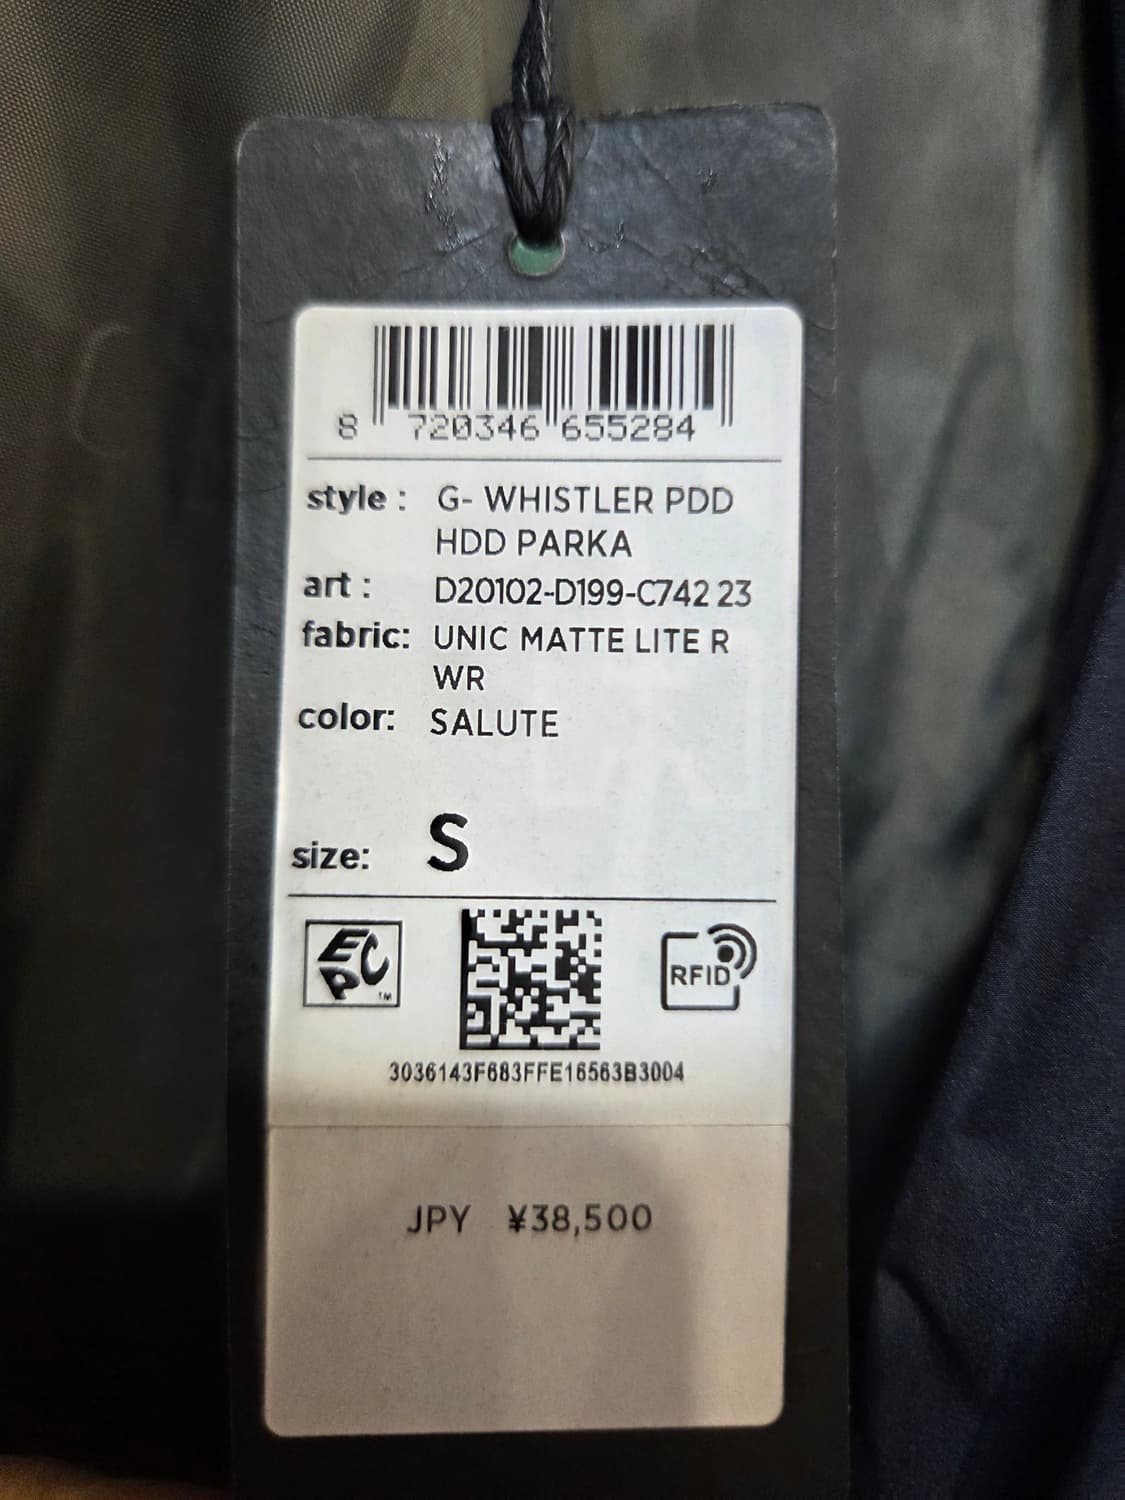 8 720346 655284
style : G- WHISTLER PDD
HDD PARKA
art : D20102-D199-C742 23
fabric: UNIC MATTE LITE R
WR
color: SALUTE
size: S
EPC ™
RFID
3036143F683FFE16563B3004
JPY ¥38,500